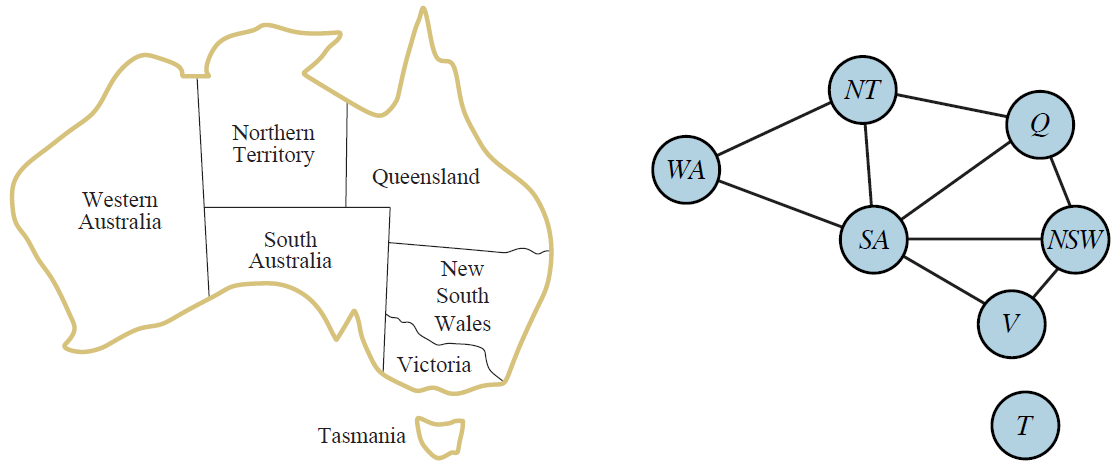 Northern
Territory
Western
Australia
Queensland
South
Australia
New
South
Wales
Victoria
Tasmania
NT
Q
WA
SA
NSW
V
T